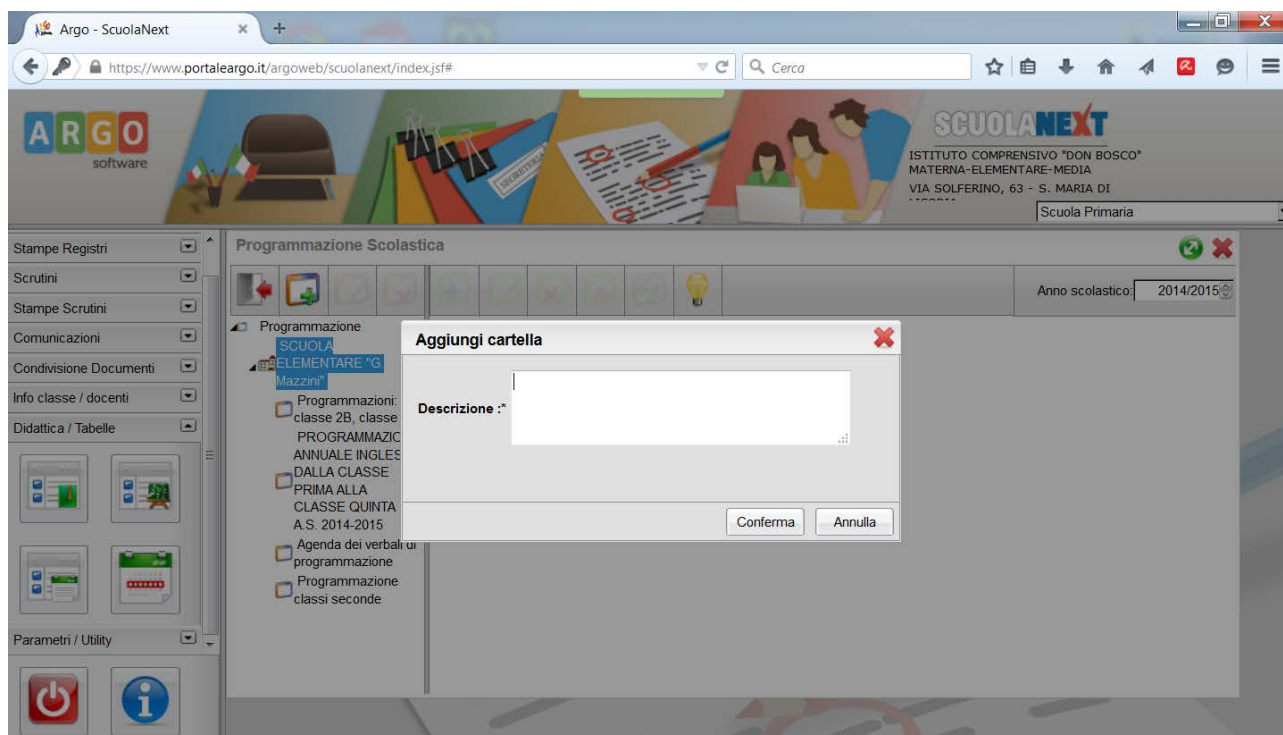 Argo - ScuolaNext
https://www.portaleargo.it/argoweb/scuolanext/index.jsf#
Cerca
ARGO
software
SEGRETERIA
SCUOLANEXT
ISTITUTO COMPRENSIVO "DON BOSCO"
MATERNA-ELEMENTARE-MEDIA
VIA SOLFERINO, 63 - S. MARIA DI
Scuola Primaria
Stampe Registri
Scrutini
Stampe Scrutini
Comunicazioni
Condivisione Documenti
Info classe / docenti
Didattica / Tabelle
Parametri / Utility
Programmazione Scolastica
Anno scolastico:
2014/2015
Programmazione
SCUOLA
ELEMENTARE "G.
Mazzini"
Programmazioni:
classe 2B, classe
PROGRAMMAZIO
ANNUALE INGLES
DALLA CLASSE
PRIMA ALLA
CLASSE QUINTA
A.S. 2014-2015
Agenda dei verbali di
programmazione
Programmazione
classi seconde
Aggiungi cartella
Descrizione :*
Conferma
Annulla